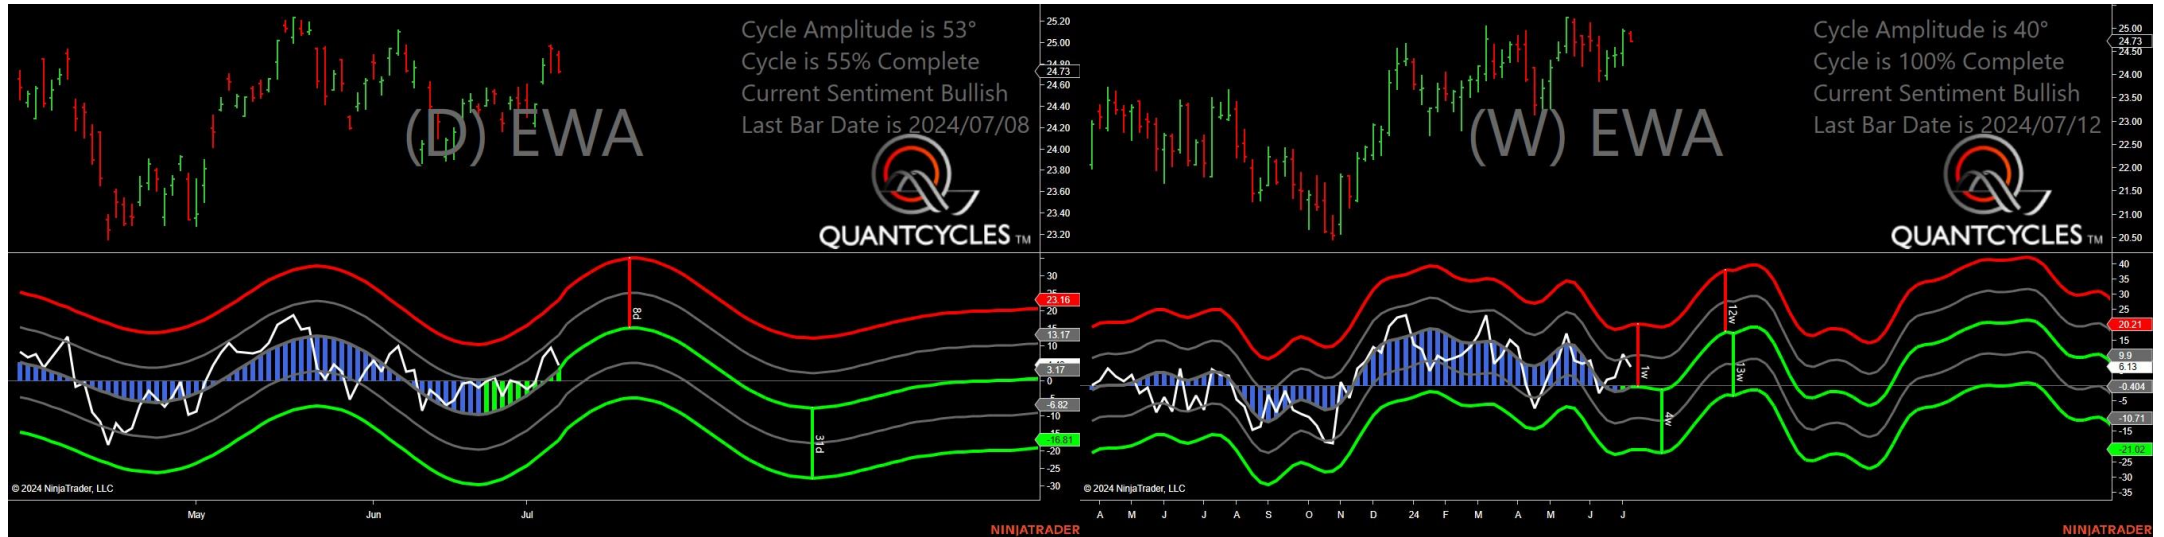 Cycle Amplitude is 53°
Cycle is 55% Complete
Current Sentiment Bullish
Last Bar Date is 2024/07/08
(D) EWA
QUANTCYCLES TM
25.20
25.00
24.73
24.60
24.40
24.20
24.00
23.80
23.60
23.40
23.20
30
23.16
20
13.17
10
3.17
0
-6.82
-10
-16.81
-20
-25
-30
8d
31d
© 2024 NinjaTrader, LLC
May
Jun
Jul
NINJATRADER
Cycle Amplitude is 40°
Cycle is 100% Complete
Current Sentiment Bullish
Last Bar Date is 2024/07/12
(W) EWA
QUANTCYCLES TM
25.00
24.73
24.50
24.00
23.50
23.00
22.50
22.00
21.50
21.00
20.50
40
35
30
25
20.21
15
9.9
6.13
-0.404
-5
-10.71
-15
-21.02
-25
-30
-35
1w
4w
12w
13w
© 2024 NinjaTrader, LLC
A M J J A S O N D 24 F M A M J J
NINJATRADER